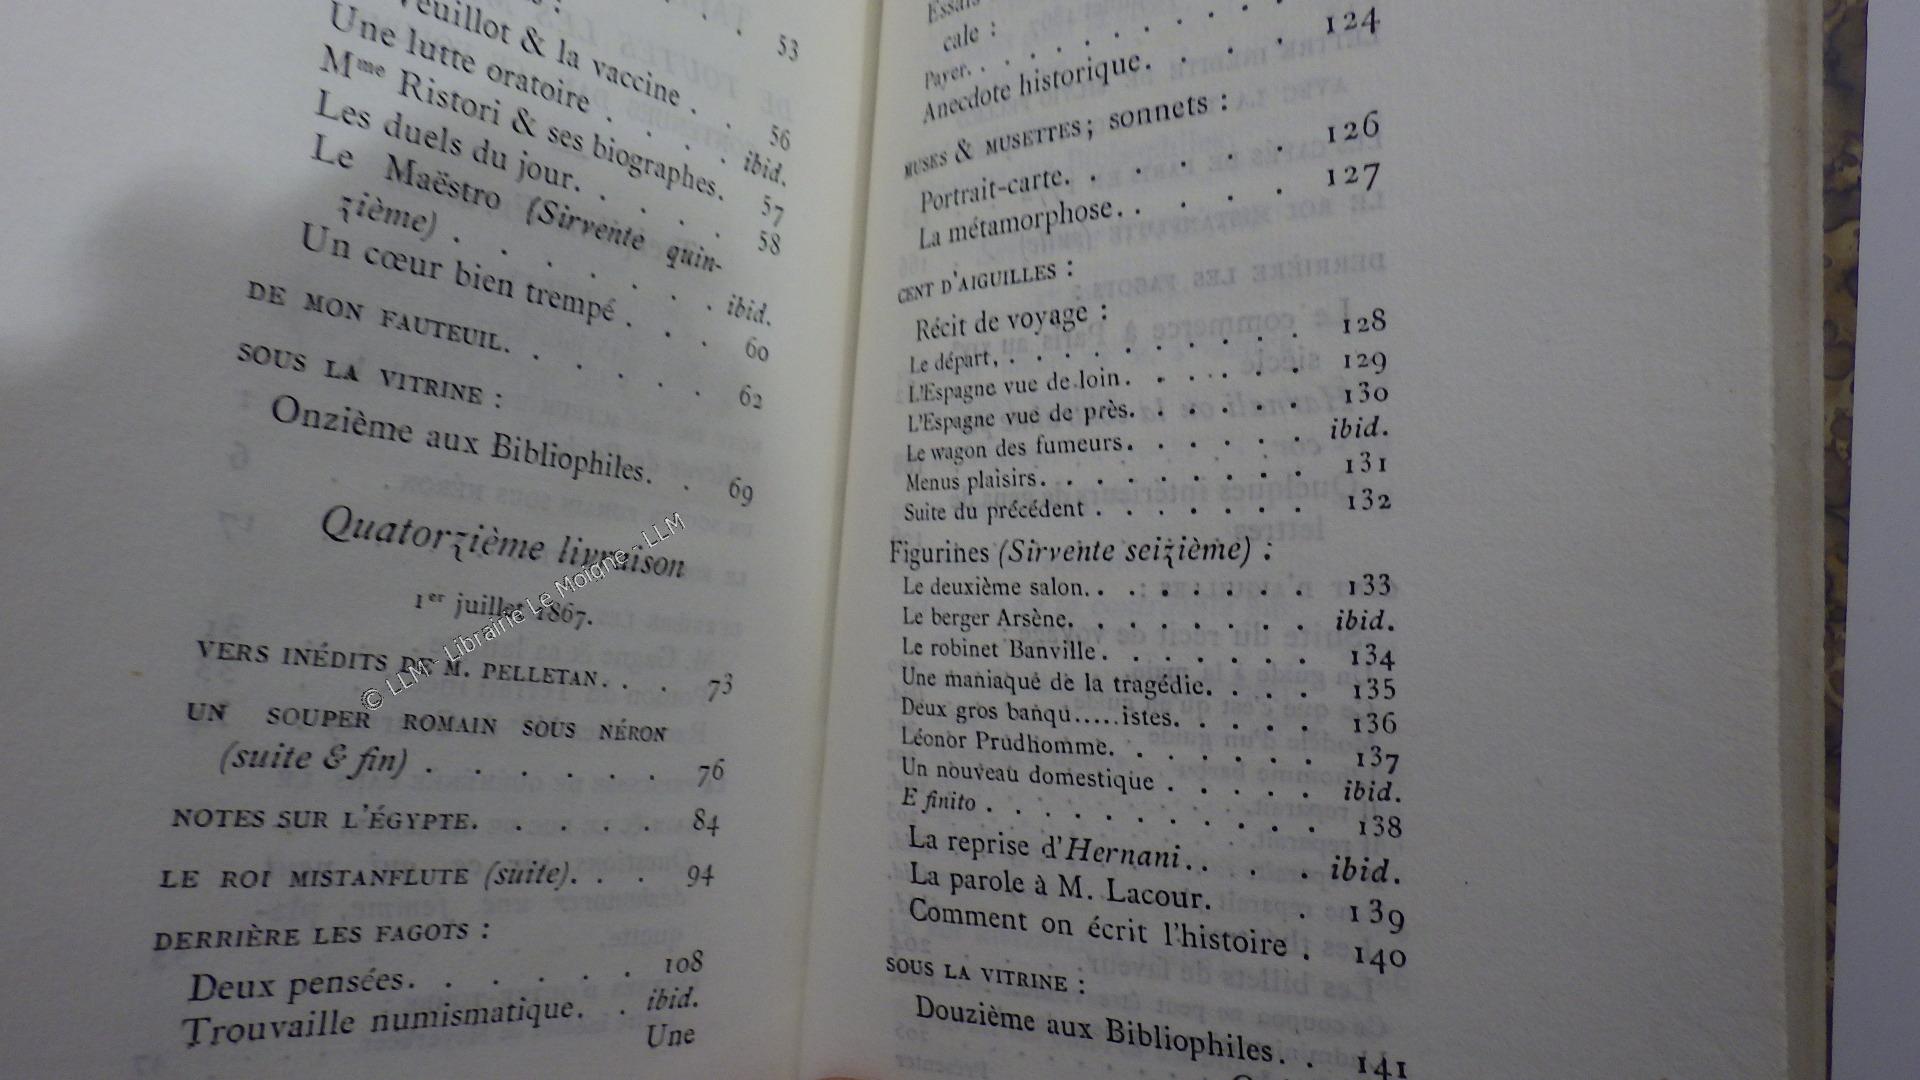 Veuillot & la vaccine . . 53
Une lutte oratoire . . . . 56
Mme Ristori & ses biographes. ibid.
Les duels du jour. . . . . 57
Le Maëstro (Sirvente quin- 58
zième) . . . . . . . ibid.
Un cœur bien trempé . . . 60
DE MON FAUTEUIL. . . . . . 62
SOUS LA VITRINE :
Onzième aux Bibliophiles. . 69
Quatorzième livraison
1er juillet 1867.
VERS INÉDITS DE M. PELLETAN. . . 73
UN SOUPER ROMAIN SOUS NÉRON
(suite & fin) . . . . . . 76
NOTES SUR L'ÉGYPTE. . . . . 84
LE ROI MISTANFLUTE (suite). . . 94
DERRIÈRE LES FAGOTS :
Deux pensées. . . . . . 108
Trouvaille numismatique. . ibid.
Une
Essais
cale :
Payer. . . . . . . . . 124
Anecdote historique. . . .
MUSES & MUSETTES; sonnets :
Portrait-carte. . . . . . 126
La métamorphose. . . . . 127
CENT D'AIGUILLES :
Récit de voyage :
Le départ, . . . . . . . . 128
L'Espagne vue de loin. . . . . . 129
L'Espagne vue de près. . . . . . 130
Le wagon des fumeurs. . . . . . ibid.
Menus plaisirs. . . . . . . . 131
Suite du précédent . . . . . . 132
Figurines (Sirvente seizième) :
Le deuxième salon. . . . . . . 133
Le berger Arsène. . . . . . . ibid.
Le robinet Banville . . . . . . 134
Une maniaque de la tragédie. . . . 135
Deux gros banqu.....istes. . . . . 136
Léonor Prudhomme. . . . . . . 137
Un nouveau domestique . . . . . ibid.
E finito . . . . . . . . . 138
La reprise d'Hernani. . . . ibid.
La parole à M. Lacour. . . 139
Comment on écrit l'histoire . 140
SOUS LA VITRINE :
Douzième aux Bibliophiles. . 141
© LLM - Librairie Le Moigne - LLM